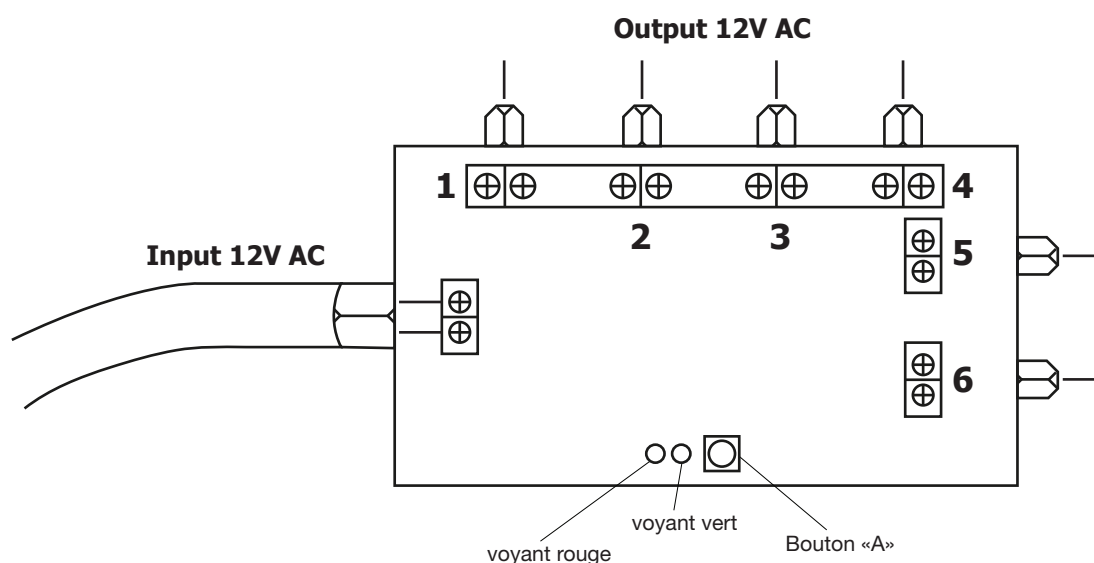 Output 12V AC
1
4
2
3
Input 12V AC
5
6
voyant vert
Bouton «A»
voyant rouge